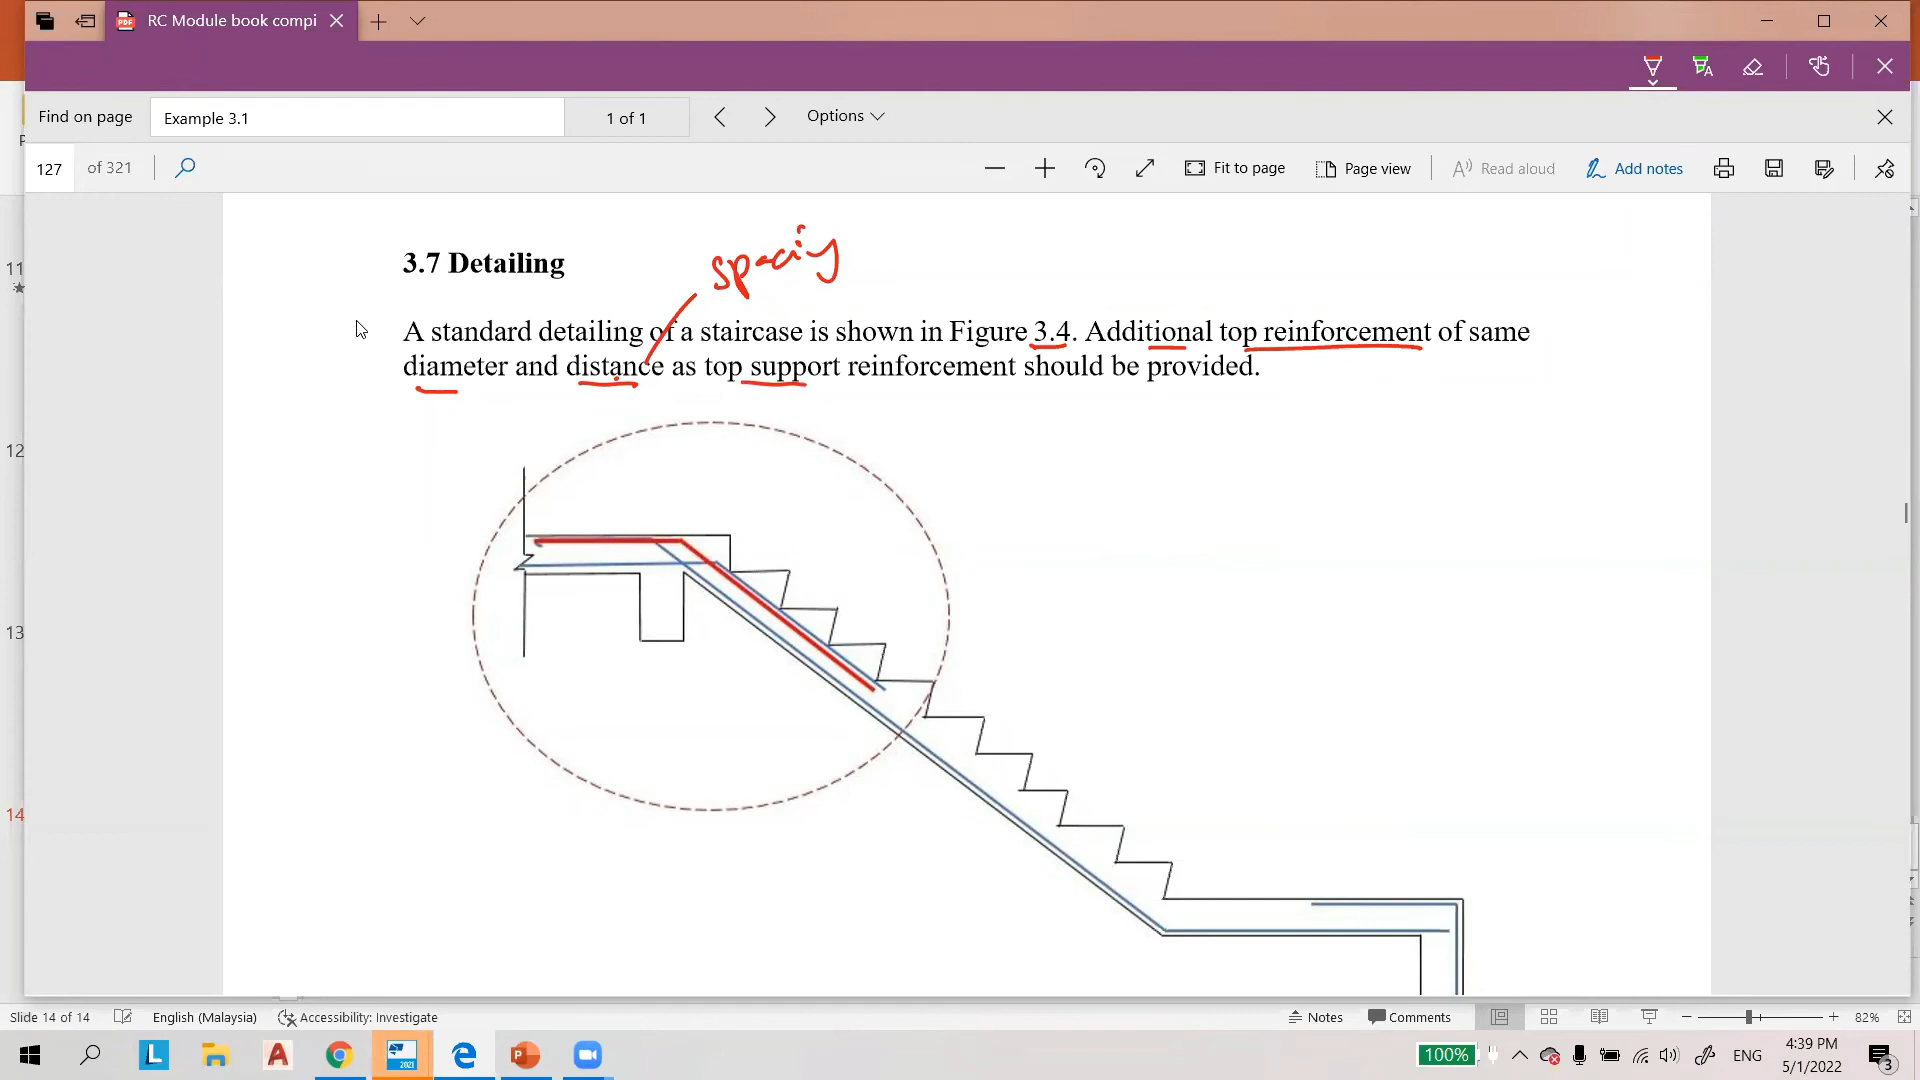 RC Module book compi
Find on page
Example 3.1
1 of 1
Options
127
of 321
Fit to page
Page view
Read aloud
Add notes
spaciy
3.7 Detailing
A standard detailing of a staircase is shown in Figure 3.4. Additional top reinforcement of same
diameter and distance as top support reinforcement should be provided.
11
12
13
14
Slide 14 of 14
English (Malaysia)
Accessibility: Investigate
Notes
Comments
82%
L
A
2021
100%
ENG
4:39 PM
5/1/2022
3